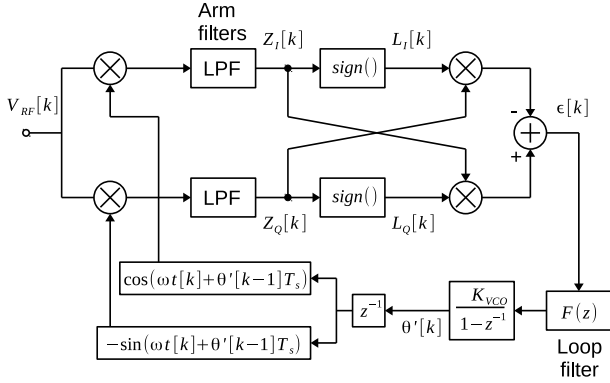 Arm
filters
Z_I[k]
L_I[k]
LPF
sign()
V_RF[k]
ϵ[k]
-
+
LPF
sign()
Z_Q[k]
L_Q[k]
cos(ωt[k]+θ'[k−1]T_s)
−sin(ωt[k]+θ'[k−1]T_s)
z^−1
θ'[k]
K_VCO
1−z^−1
F(z)
Loop
filter